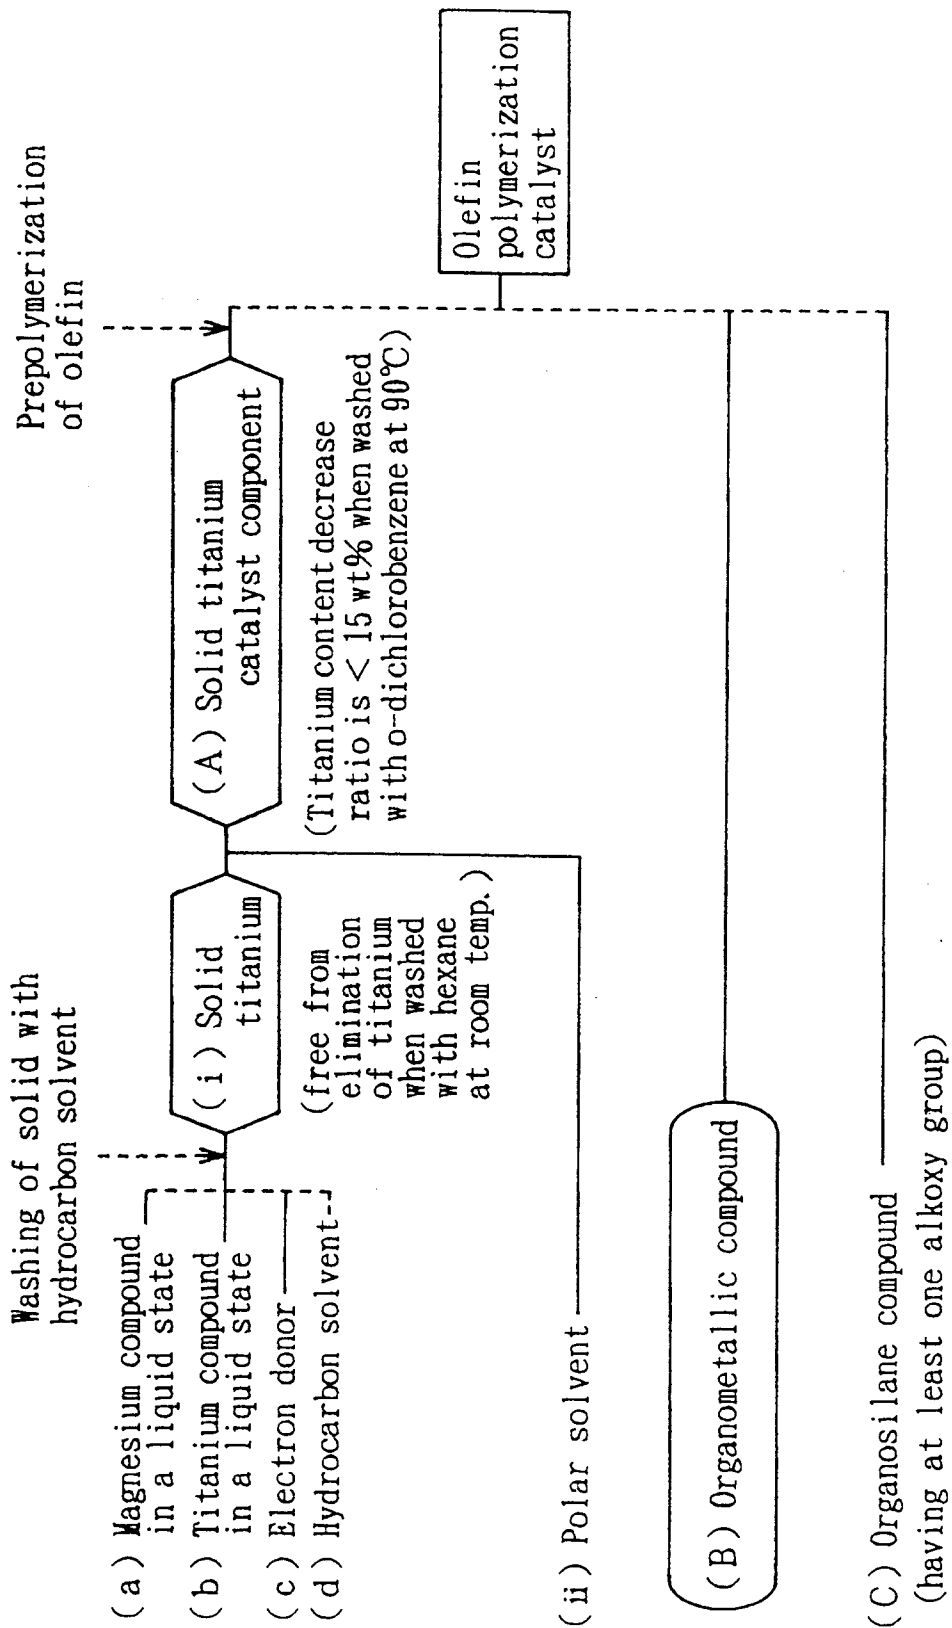 Washing of solid with
hydrocarbon solvent
Prepolymerization
of olefin
(a) Magnesium compound
in a liquid state
(b) Titanium compound
in a liquid state
(c) Electron donor
(d) Hydrocarbon solvent
(i) Solid
titanium
(free from
elimination
of titanium
when washed
with hexane
at room temp.)
(A) Solid titanium
catalyst component
(Titanium content decrease
ratio is < 15 wt% when washed
with o-dichlorobenzene at 90℃)
(ii) Polar solvent
Olefin
polymerization
catalyst
(B) Organometallic compound
(C) Organosilane compound
(having at least one alkoxy group)